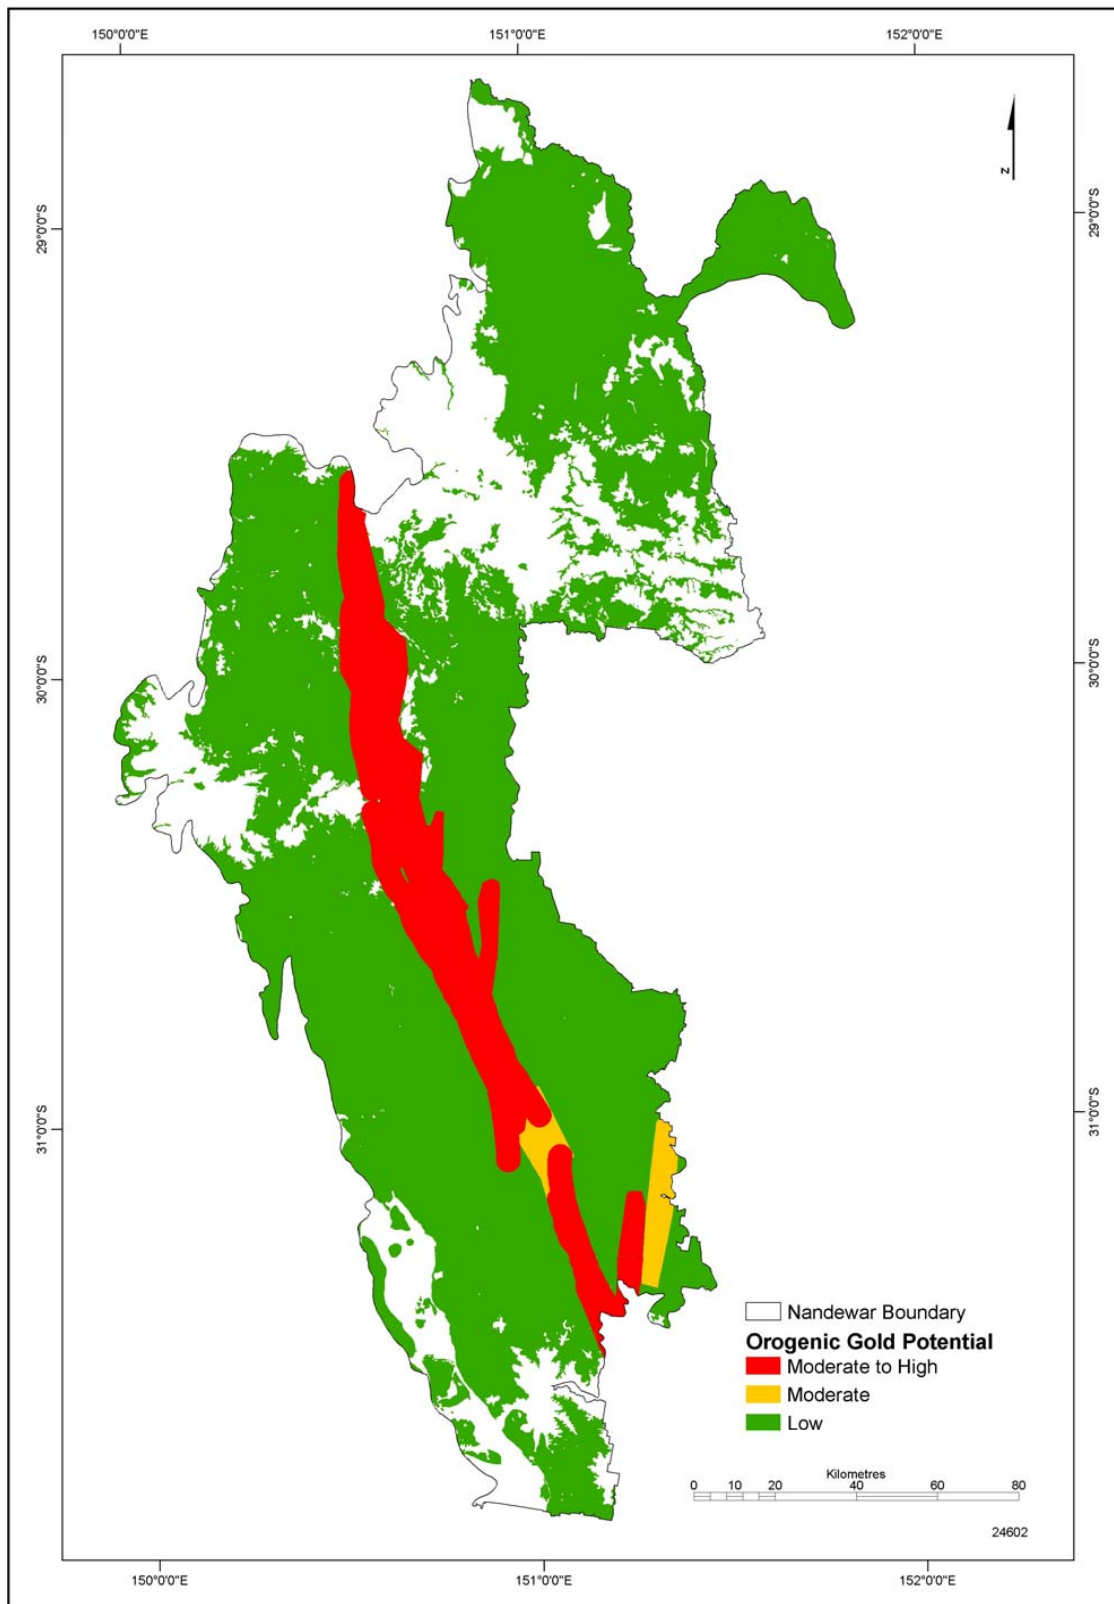 150°0'0"E 151°0'0"E 152°0'0"E
N
29°0'0"S 29°0'0"S
30°0'0"S 30°0'0"S
31°0'0"S 31°0'0"S
Nandewar Boundary
Orogenic Gold Potential
Moderate to High
Moderate
Low
Kilometres
0 10 20 40 60 80
24602
150°0'0"E 151°0'0"E 152°0'0"E